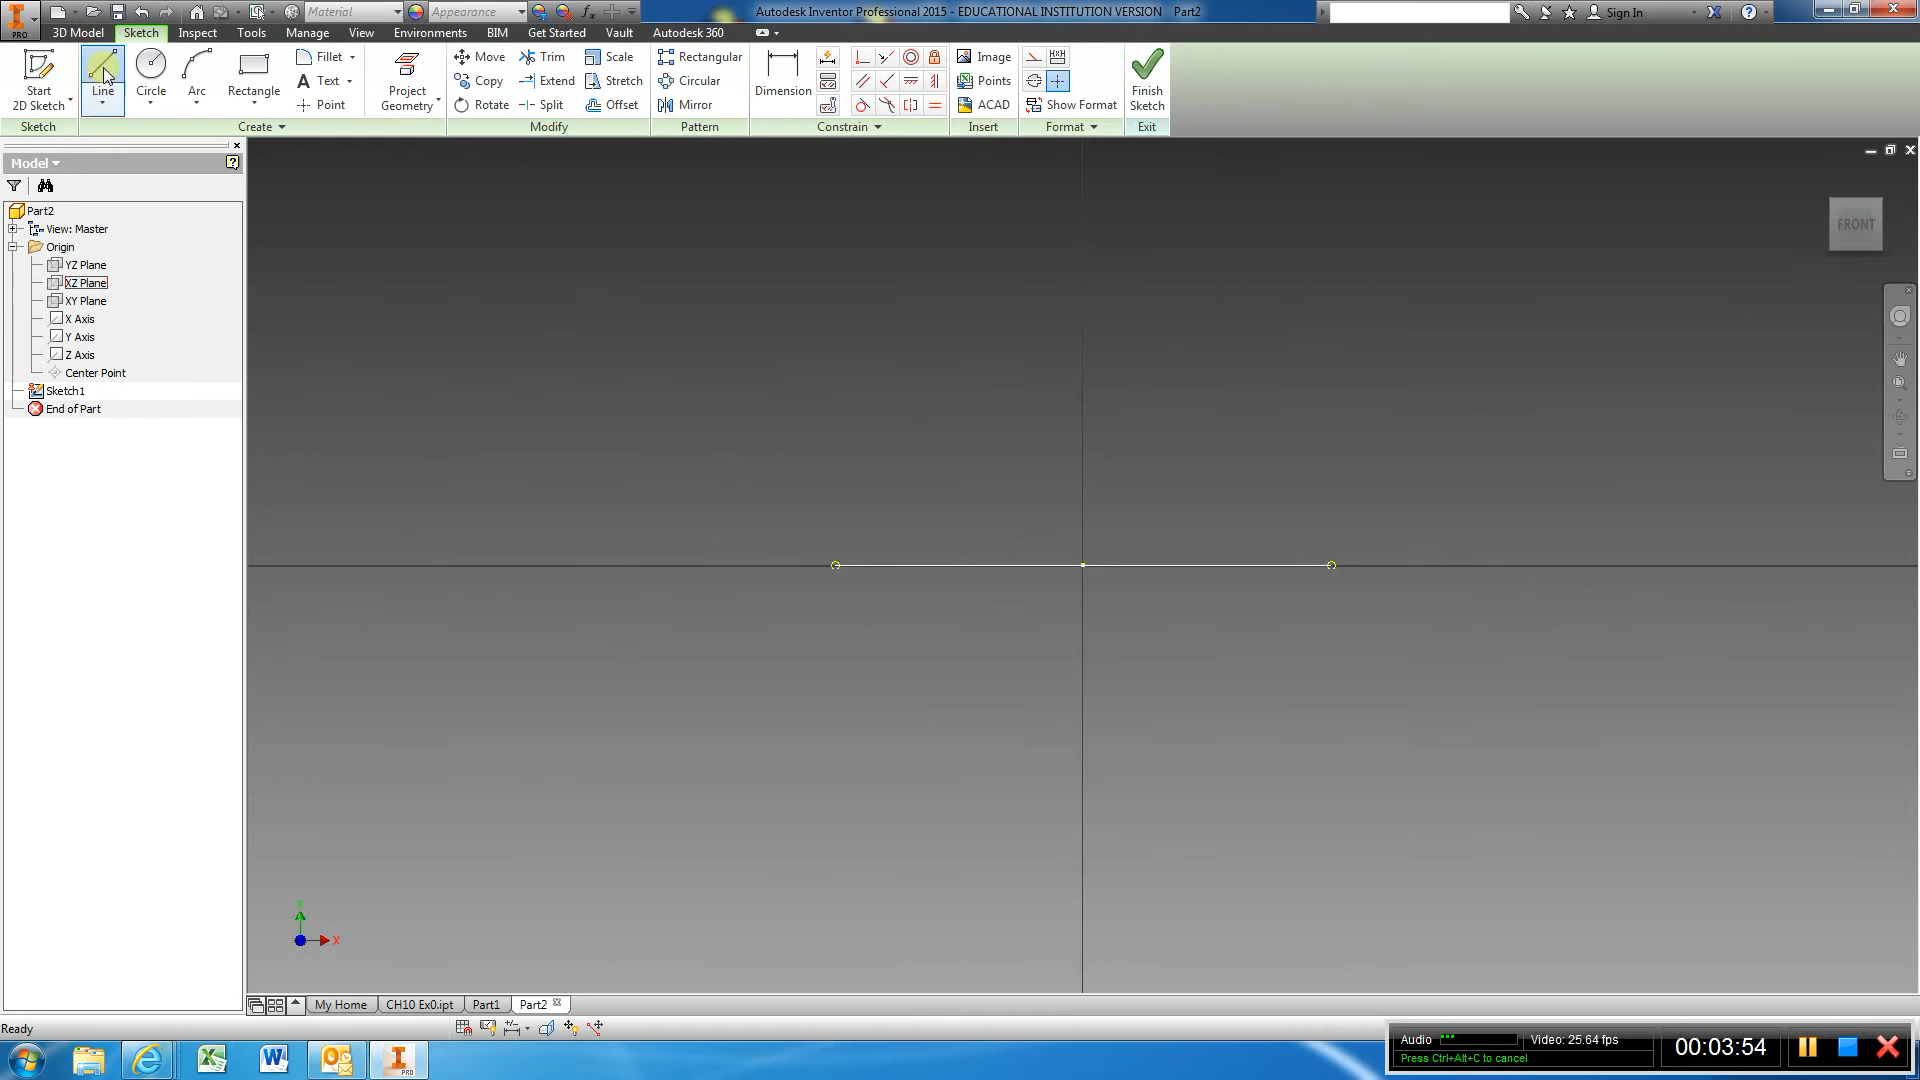 Material
Appearance
Autodesk Inventor Professional 2015 - EDUCATIONAL INSTITUTION VERSION Part2
Sign In
PRO
3D Model
Sketch
Inspect
Tools
Manage
View
Environments
BIM
Get Started
Vault
Autodesk 360
Start
2D Sketch
Line
Circle
Arc
Rectangle
Fillet
Text
Point
Project
Geometry
Move
Copy
Rotate
Trim
Extend
Split
Scale
Stretch
Offset
Rectangular
Circular
Mirror
Dimension
Image
Points
ACAD
Show Format
Finish
Sketch
Sketch
Create
Modify
Pattern
Constrain
Insert
Format
Exit
Model
Part2
View: Master
Origin
YZ Plane
XZ Plane
XY Plane
X Axis
Y Axis
Z Axis
Center Point
Sketch1
End of Part
FRONT
Y
X
My Home
CH10 Ex0.ipt
Part1
Part2
Ready
Audio
Video: 25.64 fps
Press Ctrl+Alt+C to cancel
00:03:54
PRO